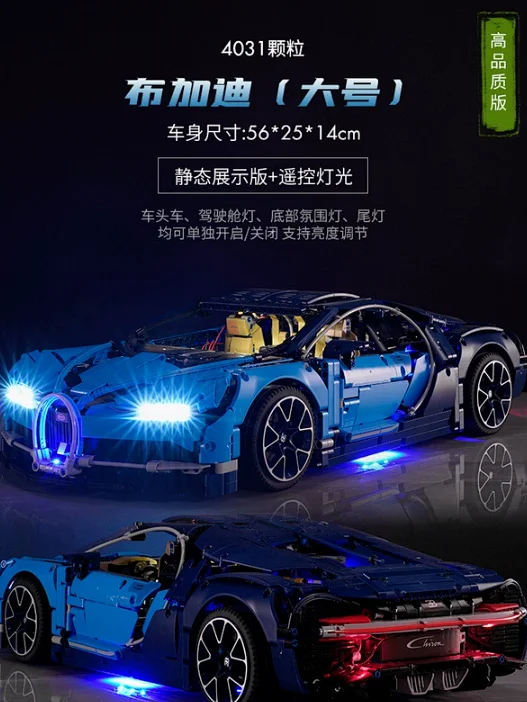 4031颗粒
高品质版
布加迪（大号）
车身尺寸:56*25*14cm
静态展示版+遥控灯光
车头车、驾驶舱灯、底部氛围灯、尾灯
均可单独开启/关闭 支持亮度调节
Chiron